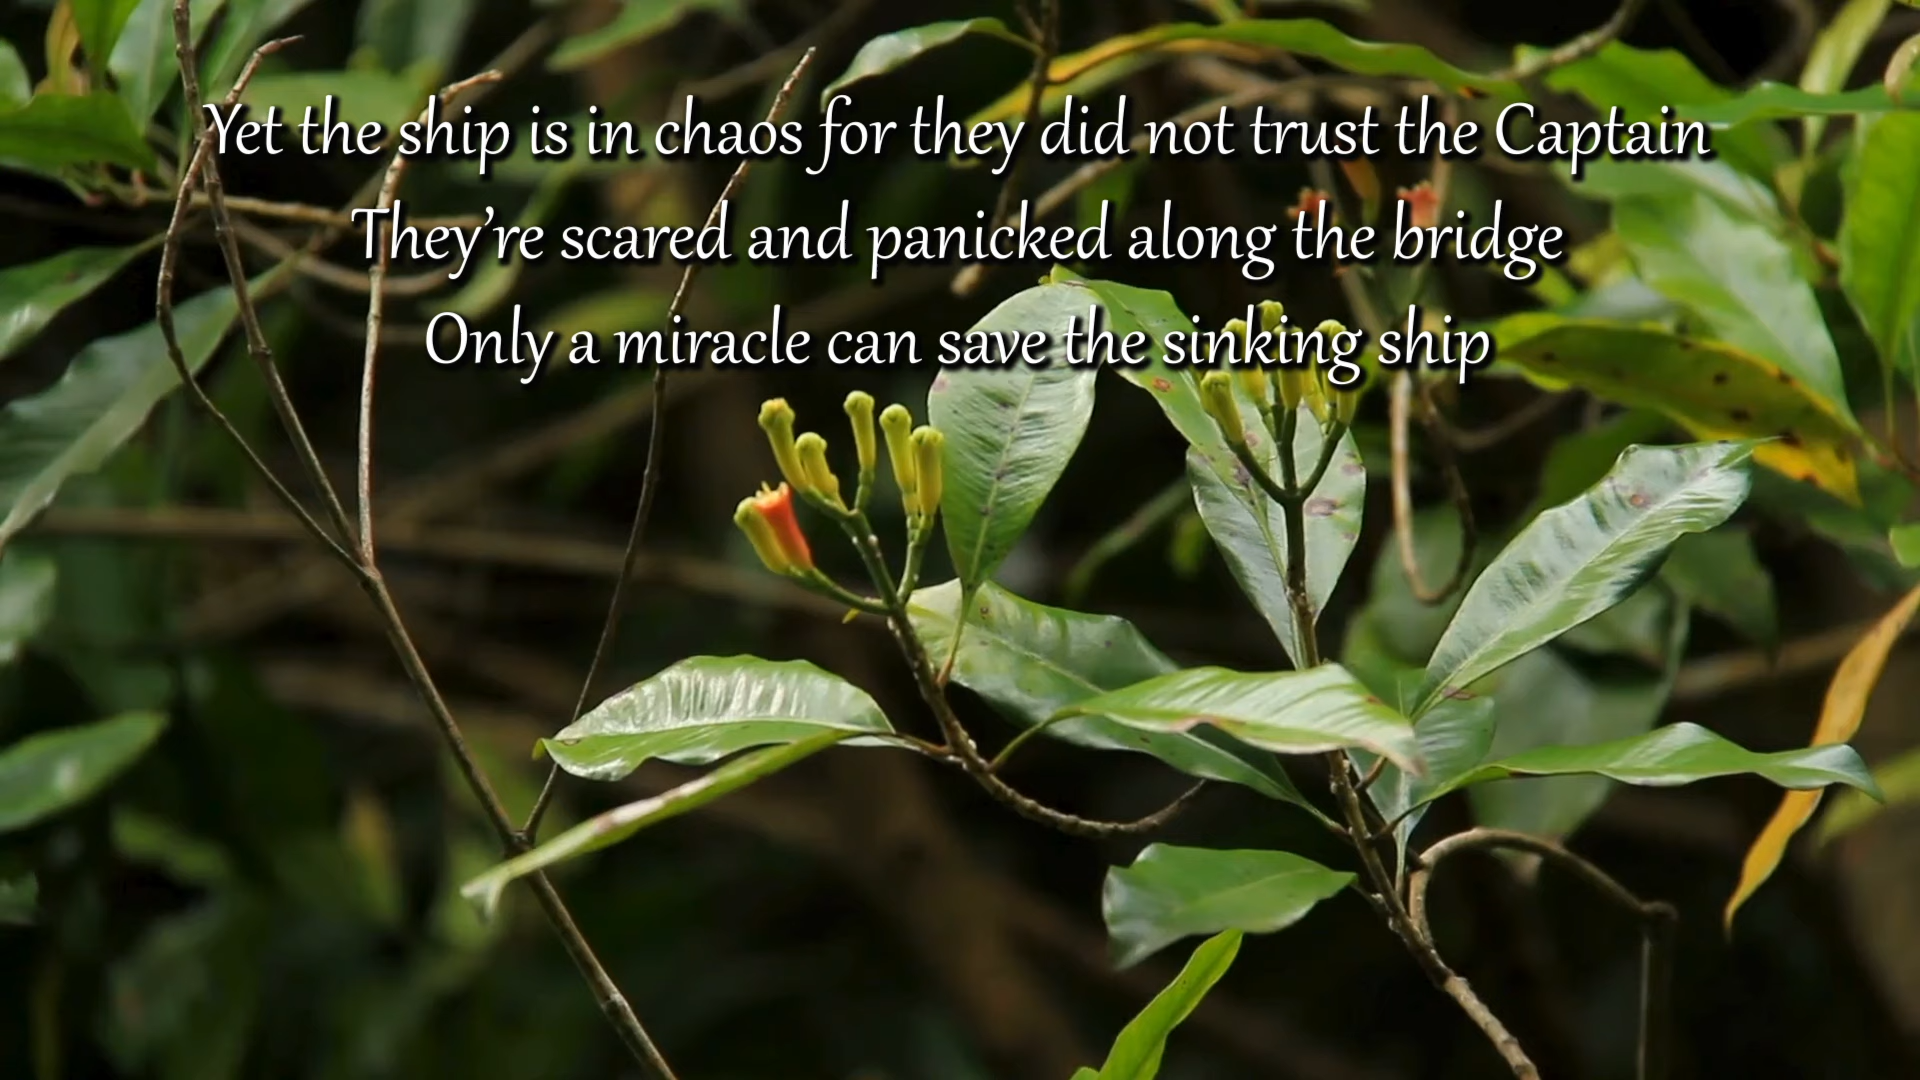 Yet the ship is in chaos for they did not trust the Captain
They’re scared and panicked along the bridge
Only a miracle can save the sinking ship